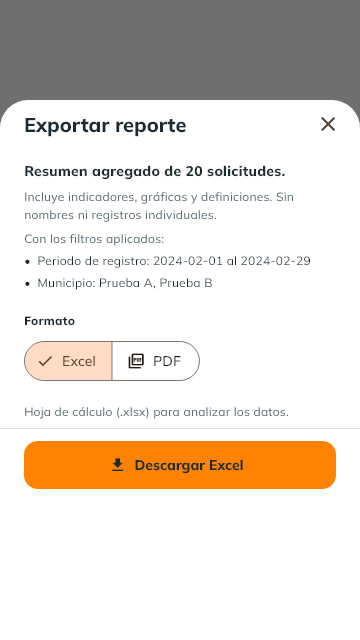 Exportar reporte
Resumen agregado de 20 solicitudes.
Incluye indicadores, gráficas y definiciones. Sin
nombres ni registros individuales.
Con los filtros aplicados:
• Periodo de registro: 2024-02-01 al 2024-02-29
• Municipio: Prueba A, Prueba B
Formato
Excel
PDF
Hoja de cálculo (.xlsx) para analizar los datos.
Descargar Excel